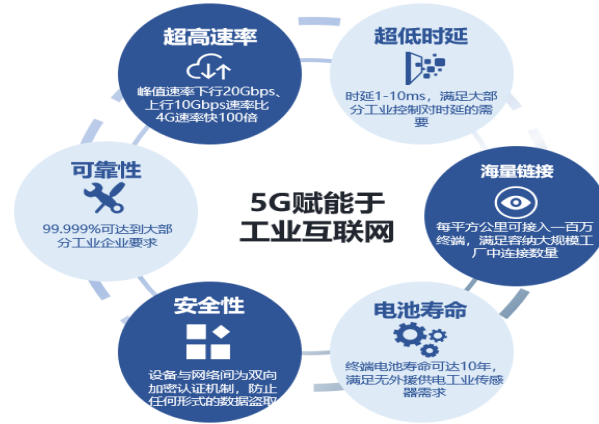 超高速率
峰值速率下行20Gbps、
上行10Gbps速率比
4G速率快100倍
超低时延
时延1-10ms，满足大部
分工业控制对时延的需
要
可靠性
99.999%可达到大部
分工业企业要求
5G赋能于
工业互联网
海量链接
每平方公里可接入一百万
终端，满足容纳大规模工
厂中连接数量
安全性
设备与网络间为双向
加密认证机制，防止
任何形式的数据盗取
电池寿命
终端电池寿命可达10年，
满足无外援供电工业传感
器需求